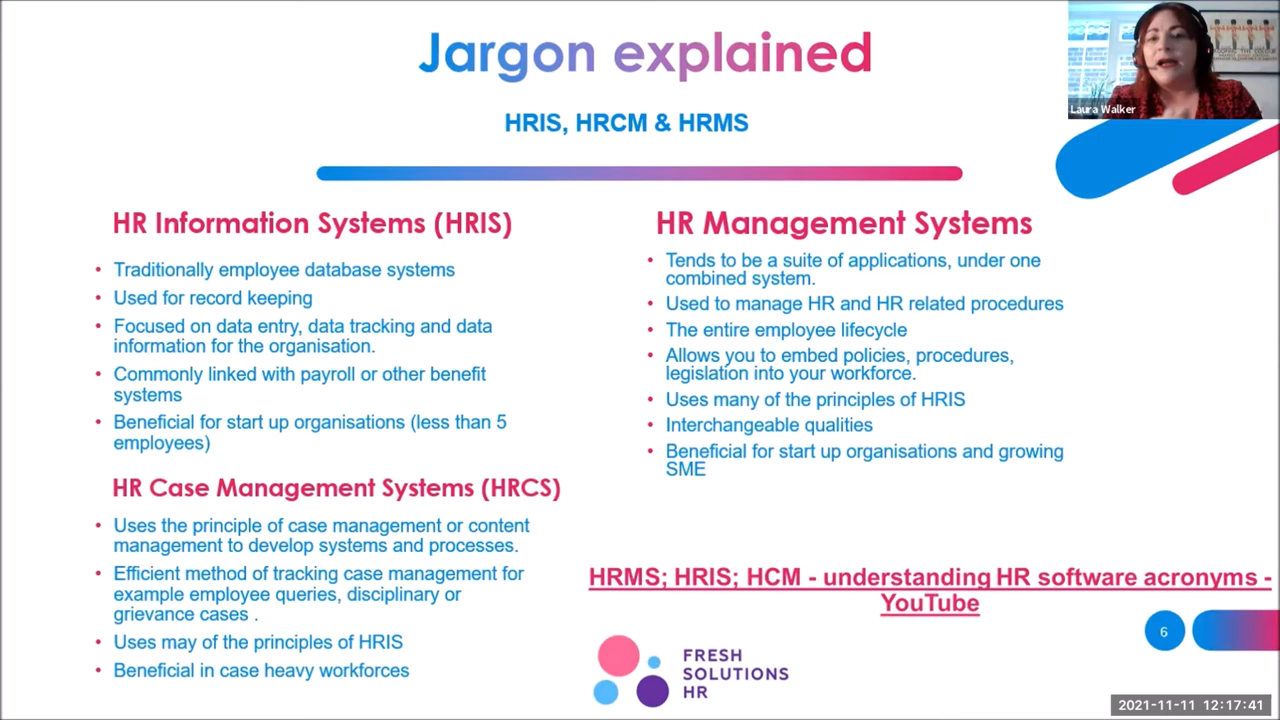 Jargon explained
HRIS, HRCM & HRMS
Laura Walker
HR Information Systems (HRIS)
• Traditionally employee database systems
• Used for record keeping
• Focused on data entry, data tracking and data
information for the organisation.
• Commonly linked with payroll or other benefit
systems
• Beneficial for start up organisations (less than 5
employees)
HR Case Management Systems (HRCS)
• Uses the principle of case management or content
management to develop systems and processes.
• Efficient method of tracking case management for
example employee queries, disciplinary or
grievance cases .
• Uses may of the principles of HRIS
• Beneficial in case heavy workforces
HR Management Systems
• Tends to be a suite of applications, under one
combined system.
• Used to manage HR and HR related procedures
• The entire employee lifecycle
• Allows you to embed policies, procedures,
legislation into your workforce.
• Uses many of the principles of HRIS
• Interchangeable qualities
• Beneficial for start up organisations and growing
SME
HRMS; HRIS; HCM - understanding HR software acronyms -
YouTube
6
FRESH
SOLUTIONS
HR
2021-11-11 12:17:41